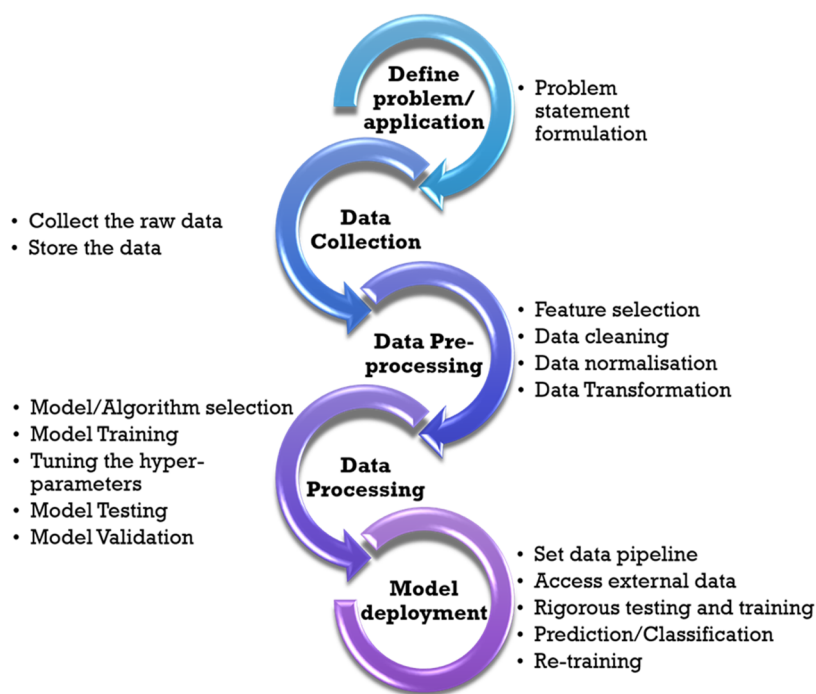 Define
problem/
application
• Problem
statement
formulation
Data
Collection
• Collect the raw data
• Store the data
Data Pre-
processing
• Feature selection
• Data cleaning
• Data normalisation
• Data Transformation
Data
Processing
• Model/Algorithm selection
• Model Training
• Tuning the hyper-
parameters
• Model Testing
• Model Validation
Model
deployment
• Set data pipeline
• Access external data
• Rigorous testing and training
• Prediction/Classification
• Re-training